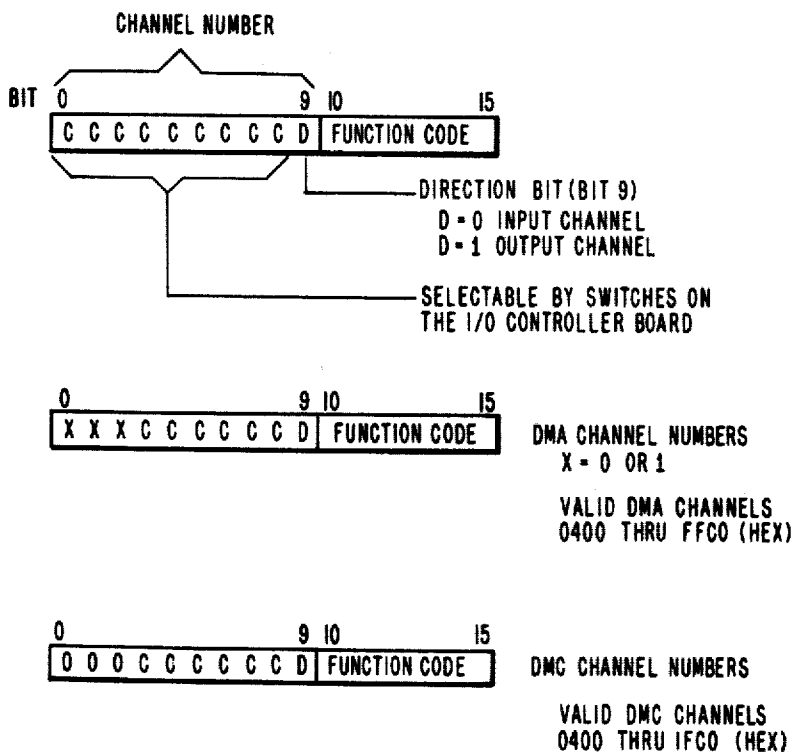 CHANNEL NUMBER
BIT 0 9 10 15
C C C C C C C C C D FUNCTION CODE
DIRECTION BIT (BIT 9)
D=0 INPUT CHANNEL
D=1 OUTPUT CHANNEL
SELECTABLE BY SWITCHES ON
THE I/O CONTROLLER BOARD
0 9 10 15
X X X C C C C C C D FUNCTION CODE
DMA CHANNEL NUMBERS
X = 0 OR 1
VALID DMA CHANNELS
0400 THRU FFC0 (HEX)
0 9 10 15
0 0 0 C C C C C C D FUNCTION CODE
DMC CHANNEL NUMBERS
VALID DMC CHANNELS
0400 THRU 1FC0 (HEX)